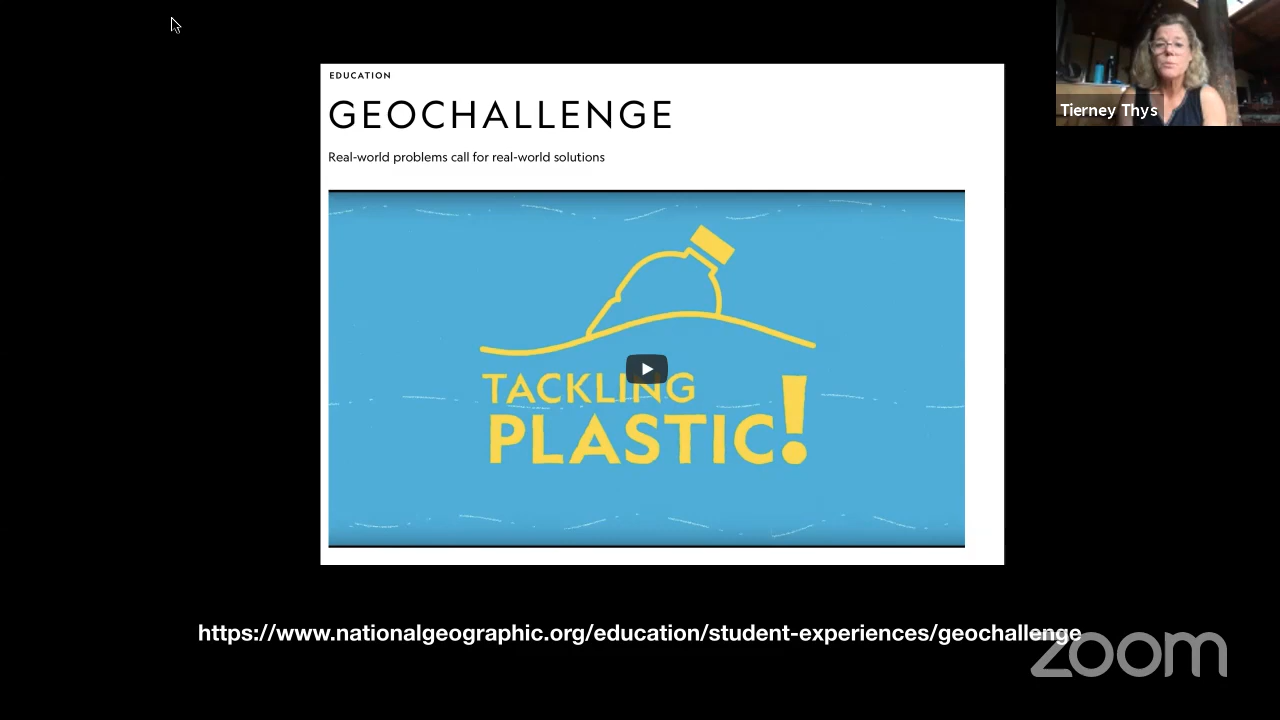 EDUCATION
GEOCHALLENGE
Real-world problems call for real-world solutions
Tierney Thys
TACKLING
PLASTIC!
https://www.nationalgeographic.org/education/student-experiences/geochallenge
zoom